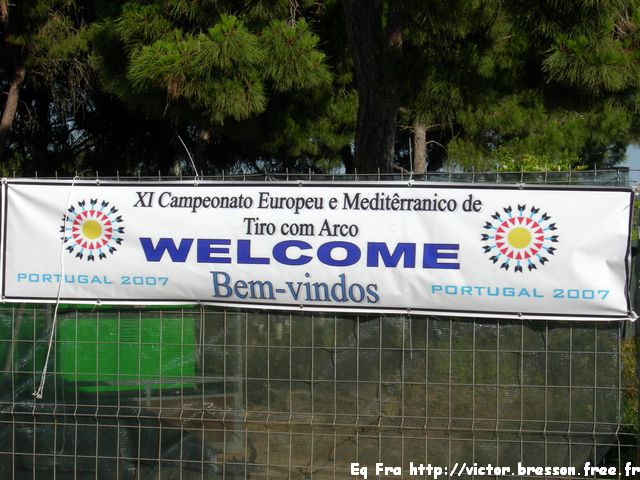 XI Campeonato Europeu e Meditêrranico de
Tiro com Arco
WELCOME
Bem-vindos
PORTUGAL 2007
PORTUGAL 2007
Eq Fra http://victor.bresson.free.fr